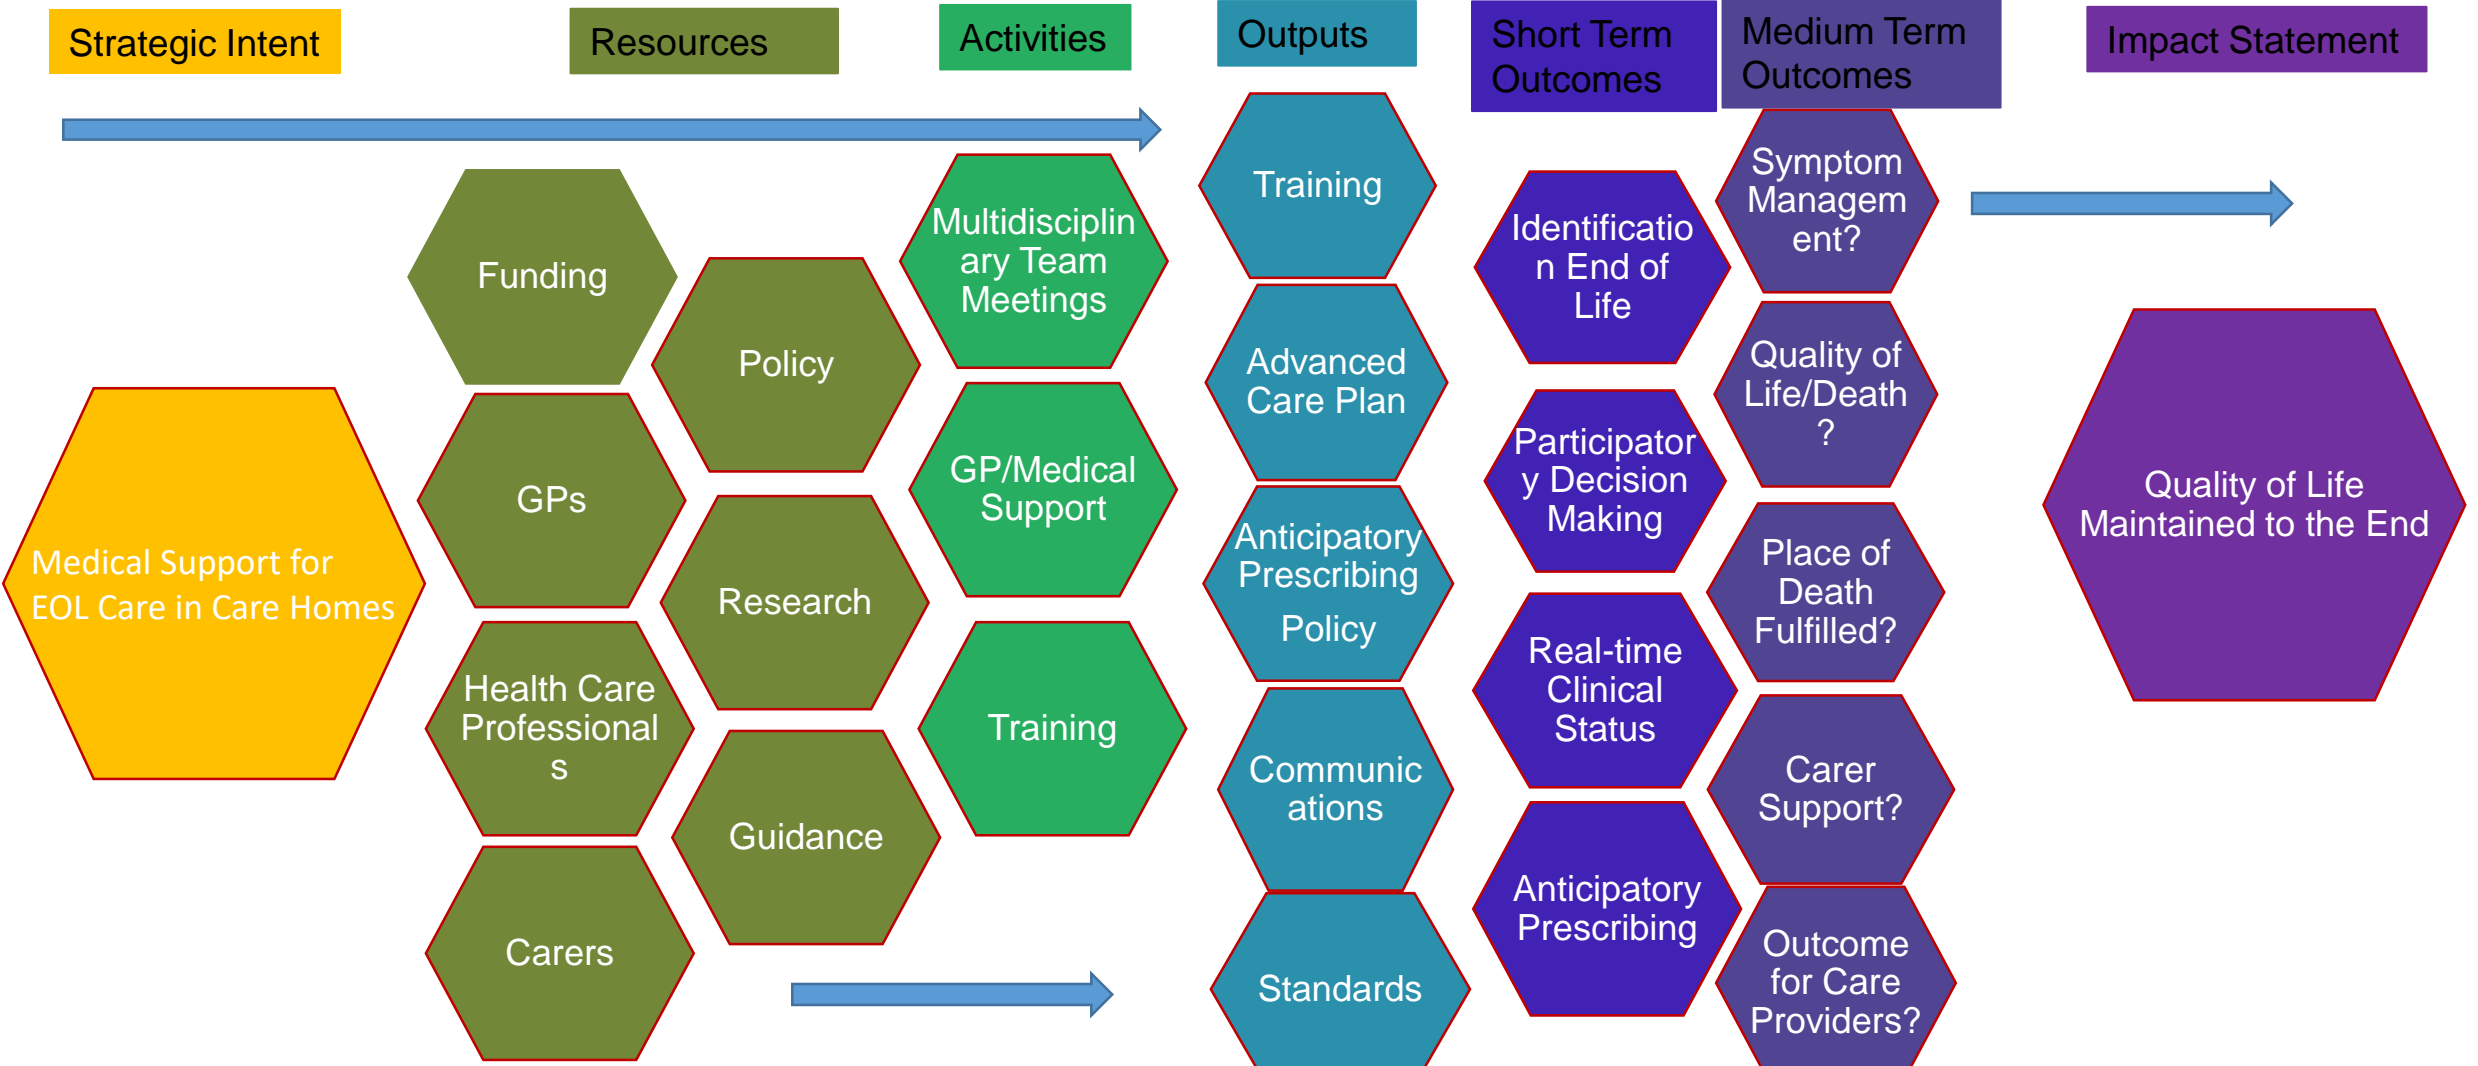 Strategic Intent
Resources
Activities
Outputs
Short Term
Outcomes
Medium Term
Outcomes
Impact Statement
Medical Support for
EOL Care in Care Homes
Funding
GPs
Health Care
Professional
s
Carers
Policy
Research
Guidance
Multidisciplin
ary Team
Meetings
GP/Medical
Support
Training
Training
Advanced
Care Plan
Anticipatory
Prescribing
Policy
Communic
ations
Standards
Identificatio
n End of
Life
Participator
y Decision
Making
Real-time
Clinical
Status
Anticipatory
Prescribing
Symptom
Managem
ent?
Quality of
Life/Death
?
Place of
Death
Fulfilled?
Carer
Support?
Outcome
for Care
Providers?
Quality of Life
Maintained to the End